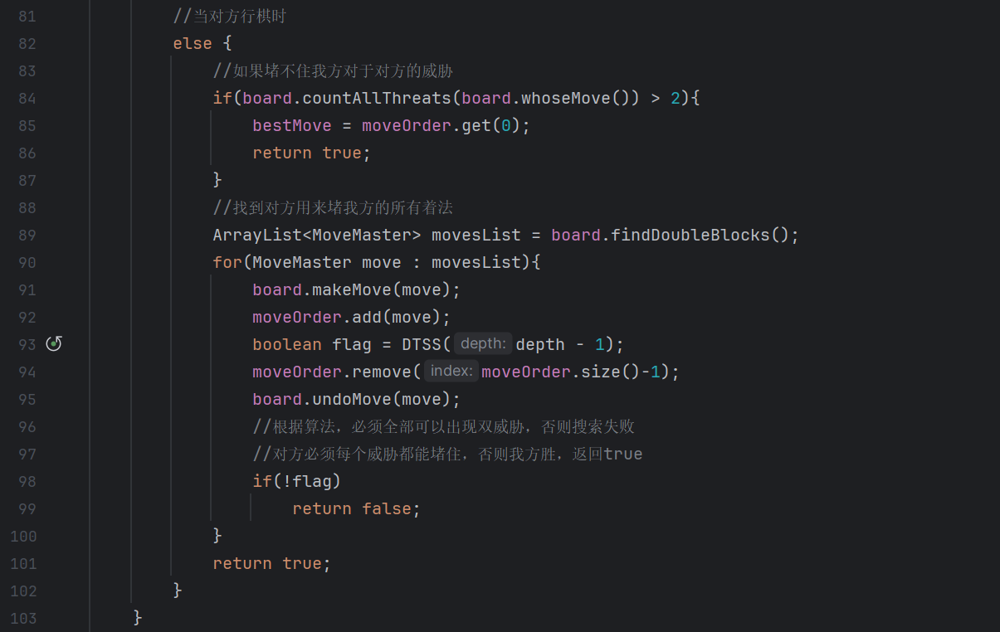 81 //当对方行棋时
82 else {
83 //如果堵不住我方对于对方的威胁
84 if(board.countAllThreats(board.whoseMove()) > 2){
85 bestMove = moveOrder.get(0);
86 return true;
87 }
88 //找到对方用来堵我方的所有着法
89 ArrayList<MoveMaster> movesList = board.findDoubleBlocks();
90 for(MoveMaster move : movesList){
91 board.makeMove(move);
92 moveOrder.add(move);
93 boolean flag = DTSS( depth: depth - 1);
94 moveOrder.remove( index: moveOrder.size()-1);
95 board.undoMove(move);
96 //根据算法，必须全部可以出现双威胁，否则搜索失败
97 //对方必须每个威胁都能堵住，否则我方胜，返回true
98 if(!flag)
99 return false;
100 }
101 return true;
102 }
103 }